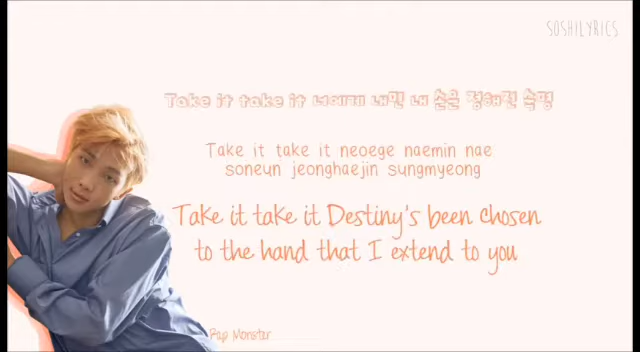 SOSHILYRICS
Take it take it 너에게 내민 내 손은 정해진 숙명
Take it take it neoege naemin nae
soneun jeonghaejin sungmyeong
Take it take it Destiny's been chosen
to the hand that I extend to you
Rap Monster